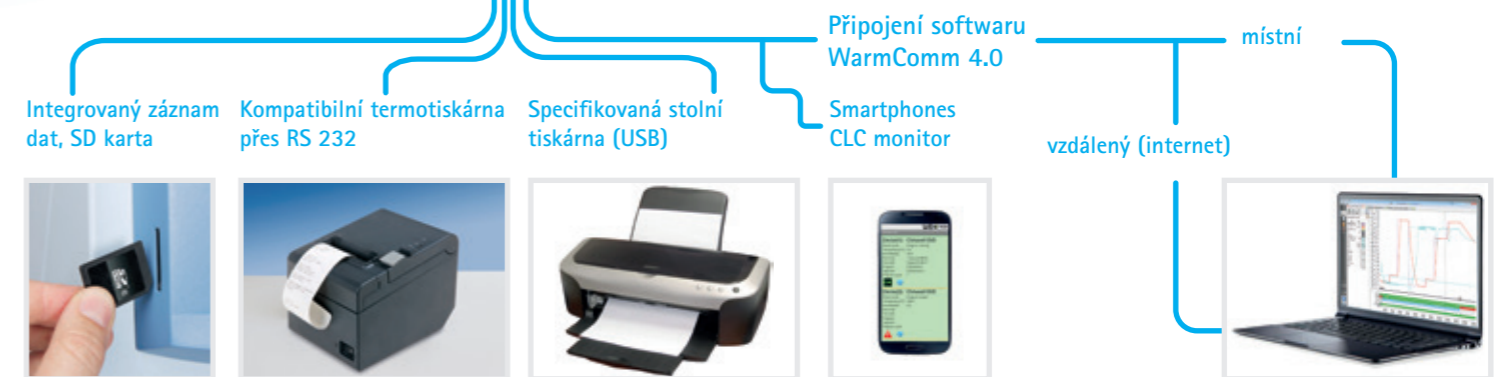 Připojení softwaru
WarmComm 4.0
místní
Integrovaný záznam
dat, SD karta
Kompatibilní termotiskárna
přes RS 232
Specifikovaná stolní
tiskárna (USB)
Smartphones
CLC monitor
vzdálený (internet)